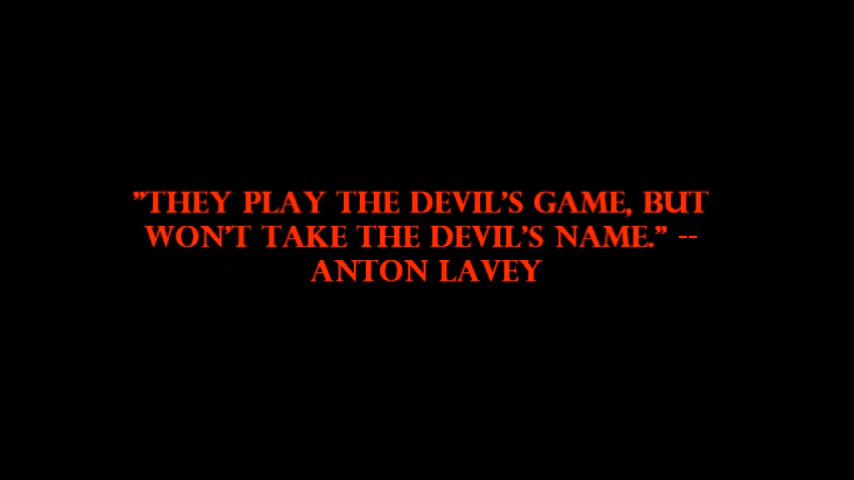 ”THEY PLAY THE DEVIL’S GAME, BUT
WON’T TAKE THE DEVIL’S NAME.” --
ANTON LAVEY